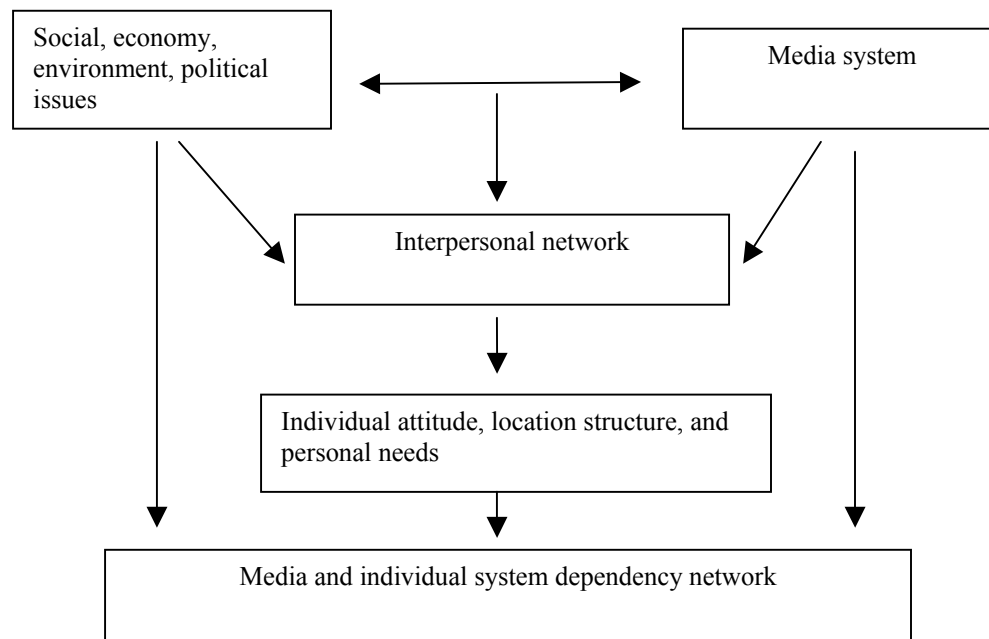 Social, economy,
environment, political
issues
Media system
Interpersonal network
Individual attitude, location structure, and
personal needs
Media and individual system dependency network